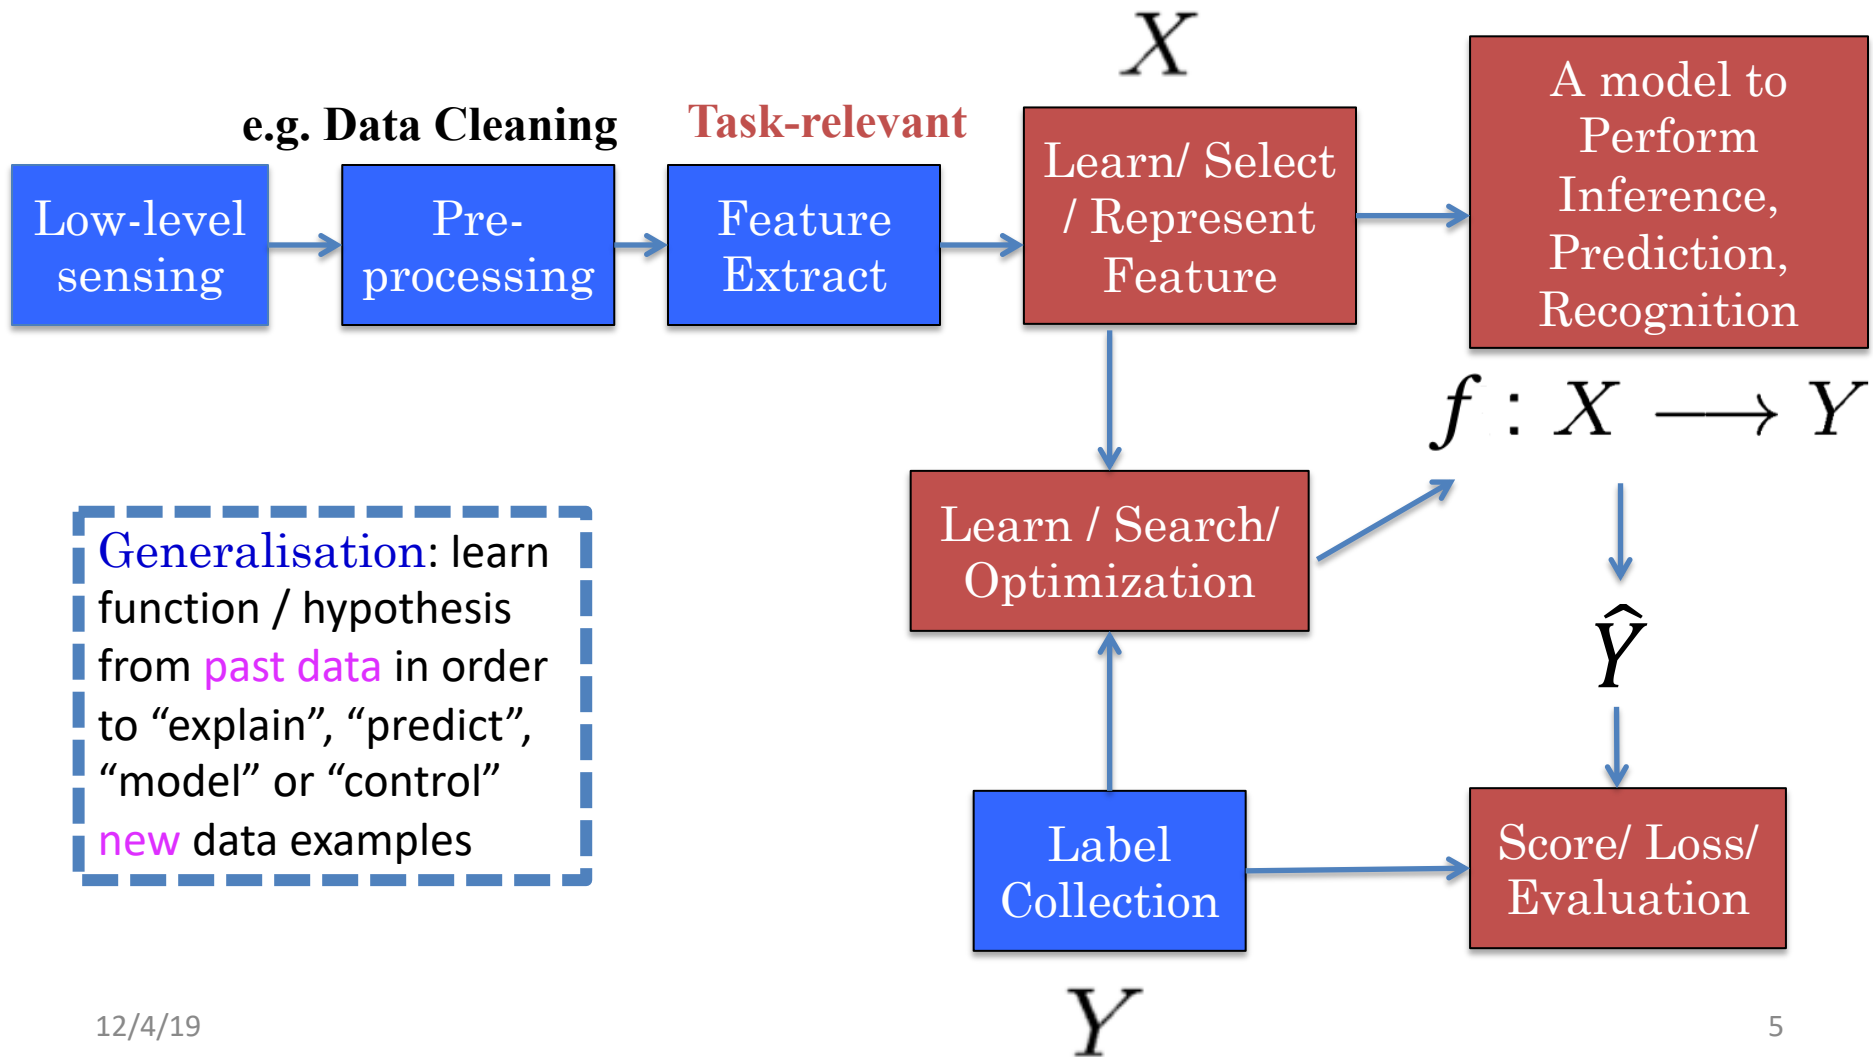 X
e.g. Data Cleaning
Task-relevant
Low-level
sensing
Pre-
processing
Feature
Extract
Learn/ Select
/ Represent
Feature
A model to
Perform
Inference,
Prediction,
Recognition
f : X ⟶ Y
Learn / Search/
Optimization
Generalisation: learn
function / hypothesis
from past data in order
to “explain”, “predict”,
“model” or “control”
new data examples
Ŷ
Label
Collection
Score/ Loss/
Evaluation
Y
12/4/19
5